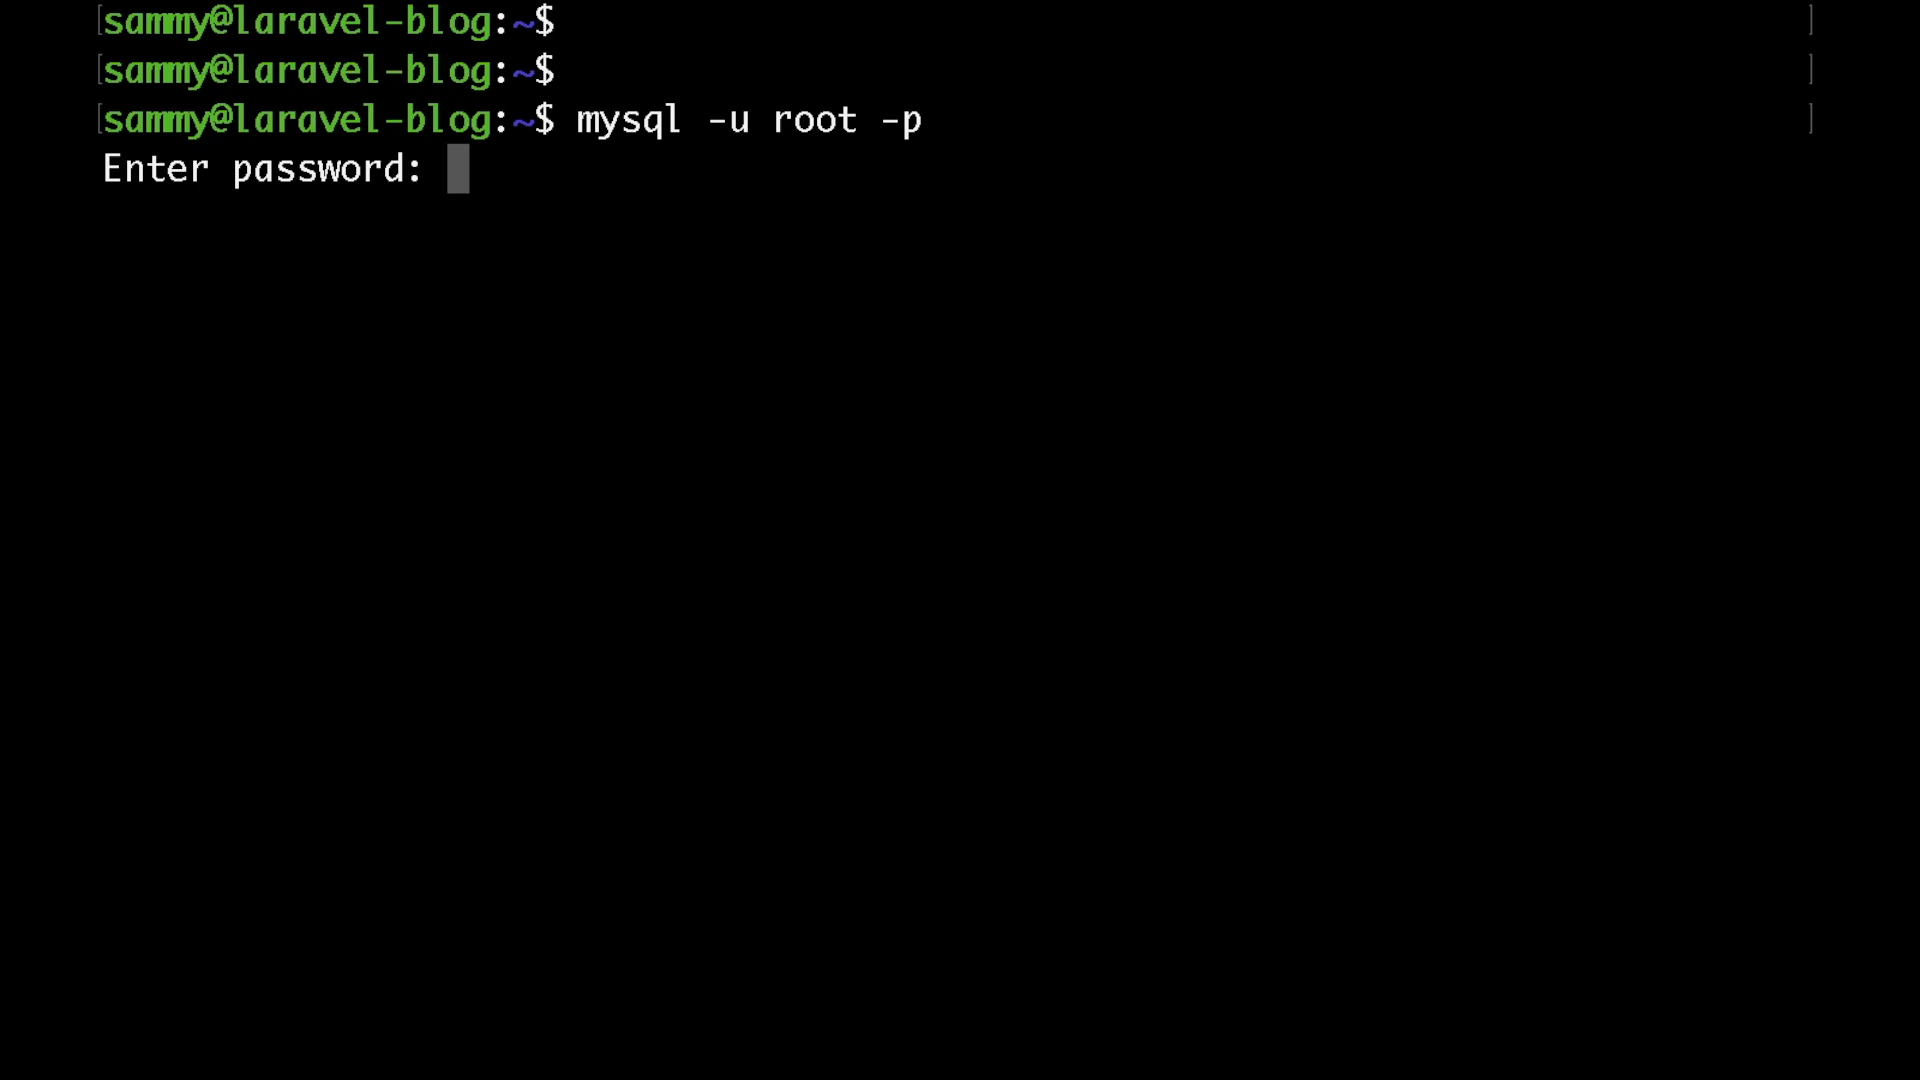 [sammy@laravel-blog:~$ ]
[sammy@laravel-blog:~$ ]
[sammy@laravel-blog:~$ mysql -u root -p ]
Enter password: